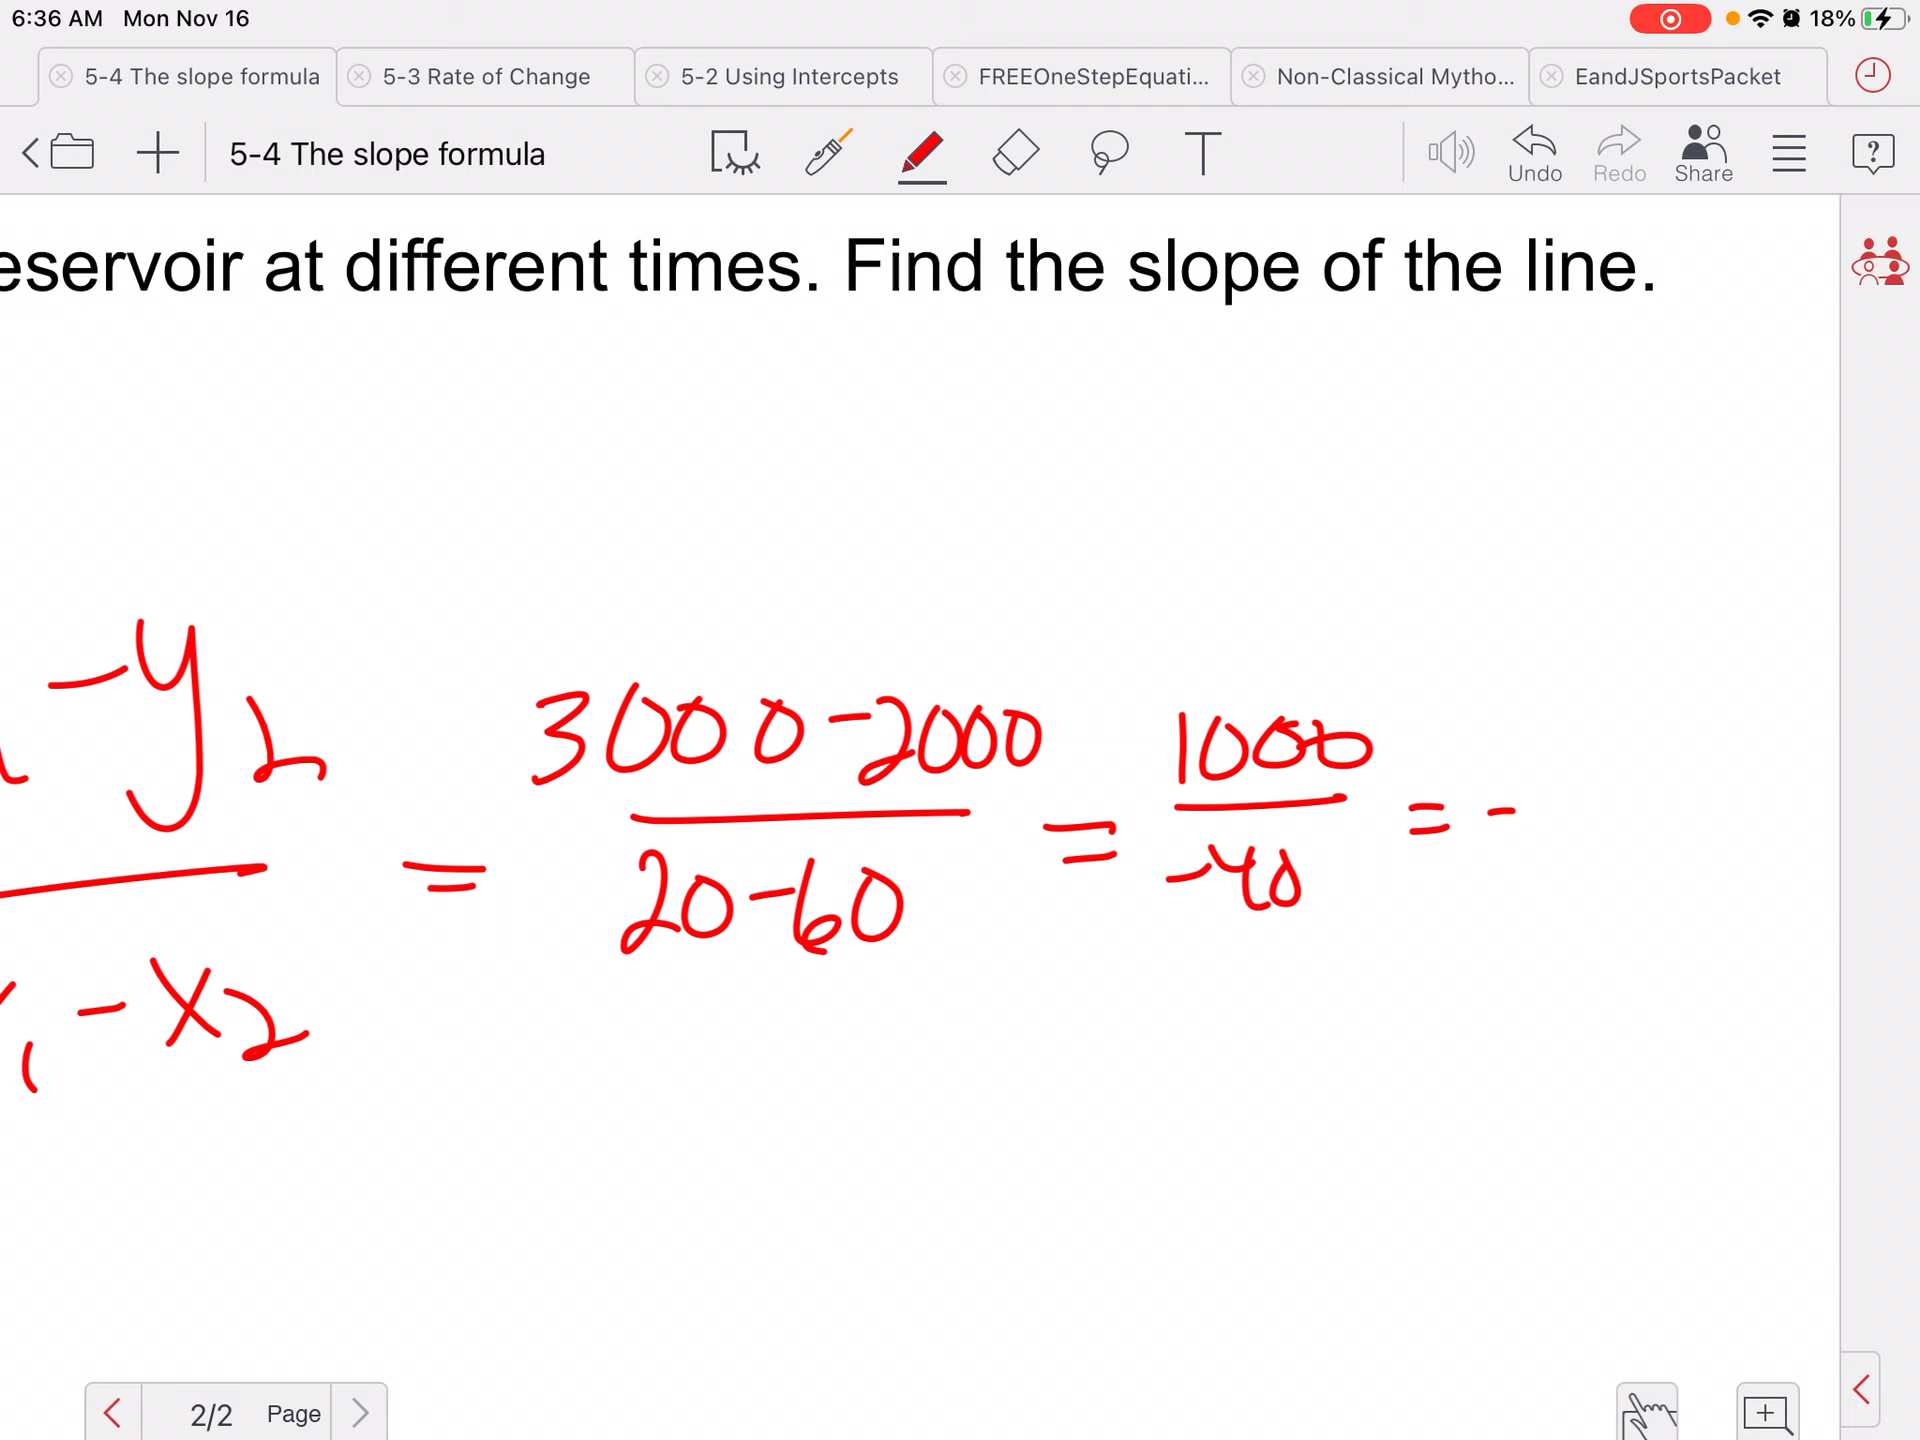 6:36 AM Mon Nov 16
18%
5-4 The slope formula
5-3 Rate of Change
5-2 Using Intercepts
FREEOneStepEquati...
Non-Classical Mytho...
EandJSportsPacket
5-4 The slope formula
T
Undo
Redo
Share
?
eservoir at different times. Find the slope of the line.
-y2 = 3000-2000 = 1000 = -
1 - x2 20-60 -40
2/2 Page